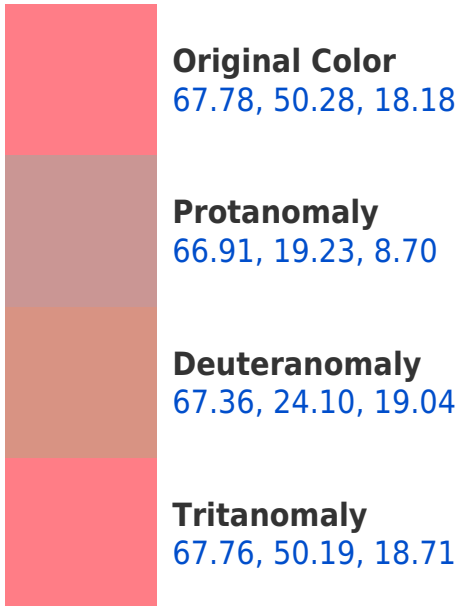 Original Color
67.78, 50.28, 18.18
Protanomaly
66.91, 19.23, 8.70
Deuteranomaly
67.36, 24.10, 19.04
Tritanomaly
67.76, 50.19, 18.71